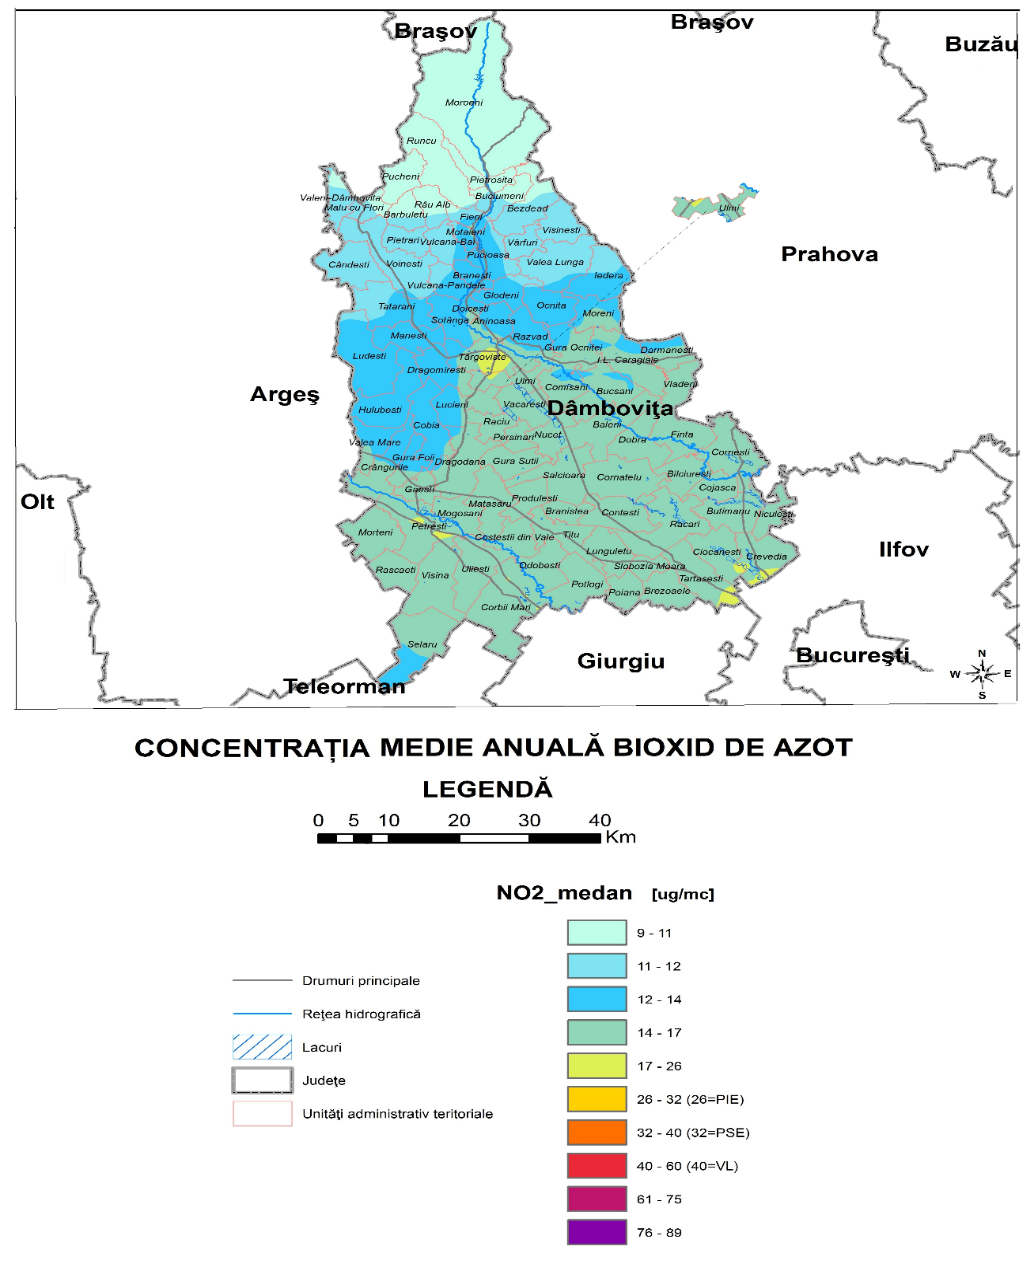 Braşov
Braşov
Buzău
Moroeni
Runcu
Pucheni
Pietrosita
Valeni-Dâmbovita
Buciumeni
Malu cu Flori
Râu Alb
Bezdead
Barbuletu
Fieni
Ulmi
Motaieni
Visinesti
Pietrari
Vulcana-Bai
Vârfuri
Prahova
Pucioasa
Cândesti
Voinesti
Valea Lunga
Branesti
Iedera
Vulcana-Pandele
Glodeni
Tatarani
Doicesti
Ocnita
Moreni
Sotânga
Aninoasa
Manesti
Razvad
Gura Ocnitei
Darmanesti
Ludesti
Târgoviste
I.L. Caragiale
Dragomiresti
Ulmi
Comisani
Bucsani
Vladeni
Argeş
Hulubesti
Lucieni
Vacaresti
Dâmboviţa
Cobia
Raciu
Baleni
Valea Mare
Persinari
Nucet
Dobra
Finta
Gura Foii
Dragodana
Gura Sutii
Cornesti
Crângurile
Salcioara
Cornatelu
Bilciuresti
Olt
Gaesti
Cojasca
Matasaru
Produlesti
Mogosani
Branistea
Contesti
Butimanu
Niculesti
Petresti
Racari
Morteni
Costestii din Vale
Titu
Ilfov
Lunguletu
Ciocanesti
Crevedia
Rascaeti
Visina
Uliesti
Odobesti
Slobozia Moara
Potlogi
Tartasesti
Poiana
Brezoaele
Corbii Mari
Selaru
Giurgiu
Bucureşti
Teleorman
N
W
E
S
CONCENTRAȚIA MEDIE ANUALĂ BIOXID DE AZOT
LEGENDĂ
0 5 10 20 30 40
Km
NO2_medan [ug/mc]
9 - 11
11 - 12
Drumuri principale
12 - 14
Reţea hidrografică
14 - 17
Lacuri
17 - 26
Judeţe
26 - 32 (26=PIE)
Unităţi administrativ teritoriale
32 - 40 (32=PSE)
40 - 60 (40=VL)
61 - 75
76 - 89